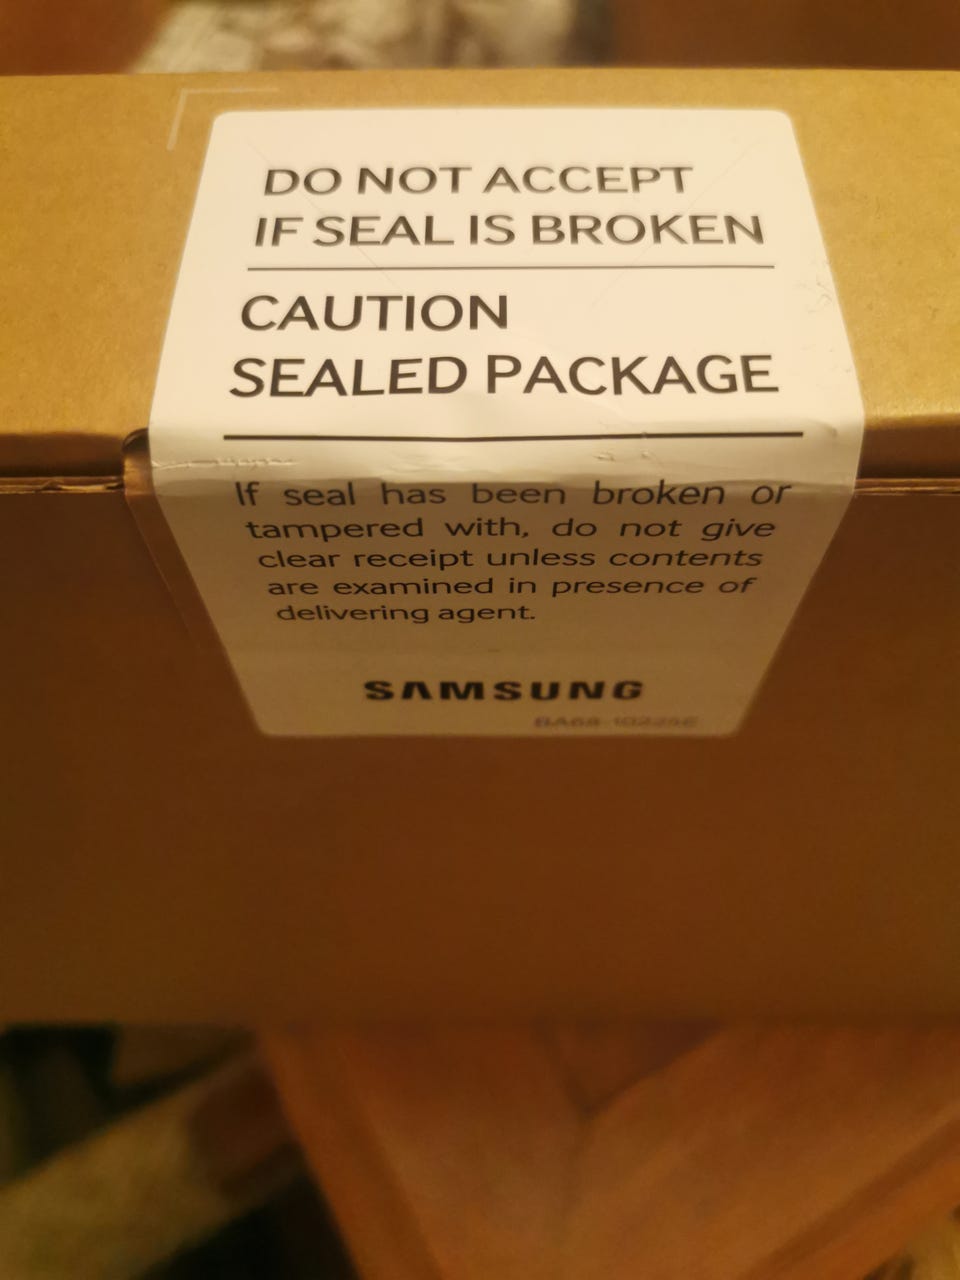 DO NOT ACCEPT
IF SEAL IS BROKEN
CAUTION
SEALED PACKAGE
If seal has been broken or
tampered with, do not give
clear receipt unless contents
are examined in presence of
delivering agent.
SAMSUNG